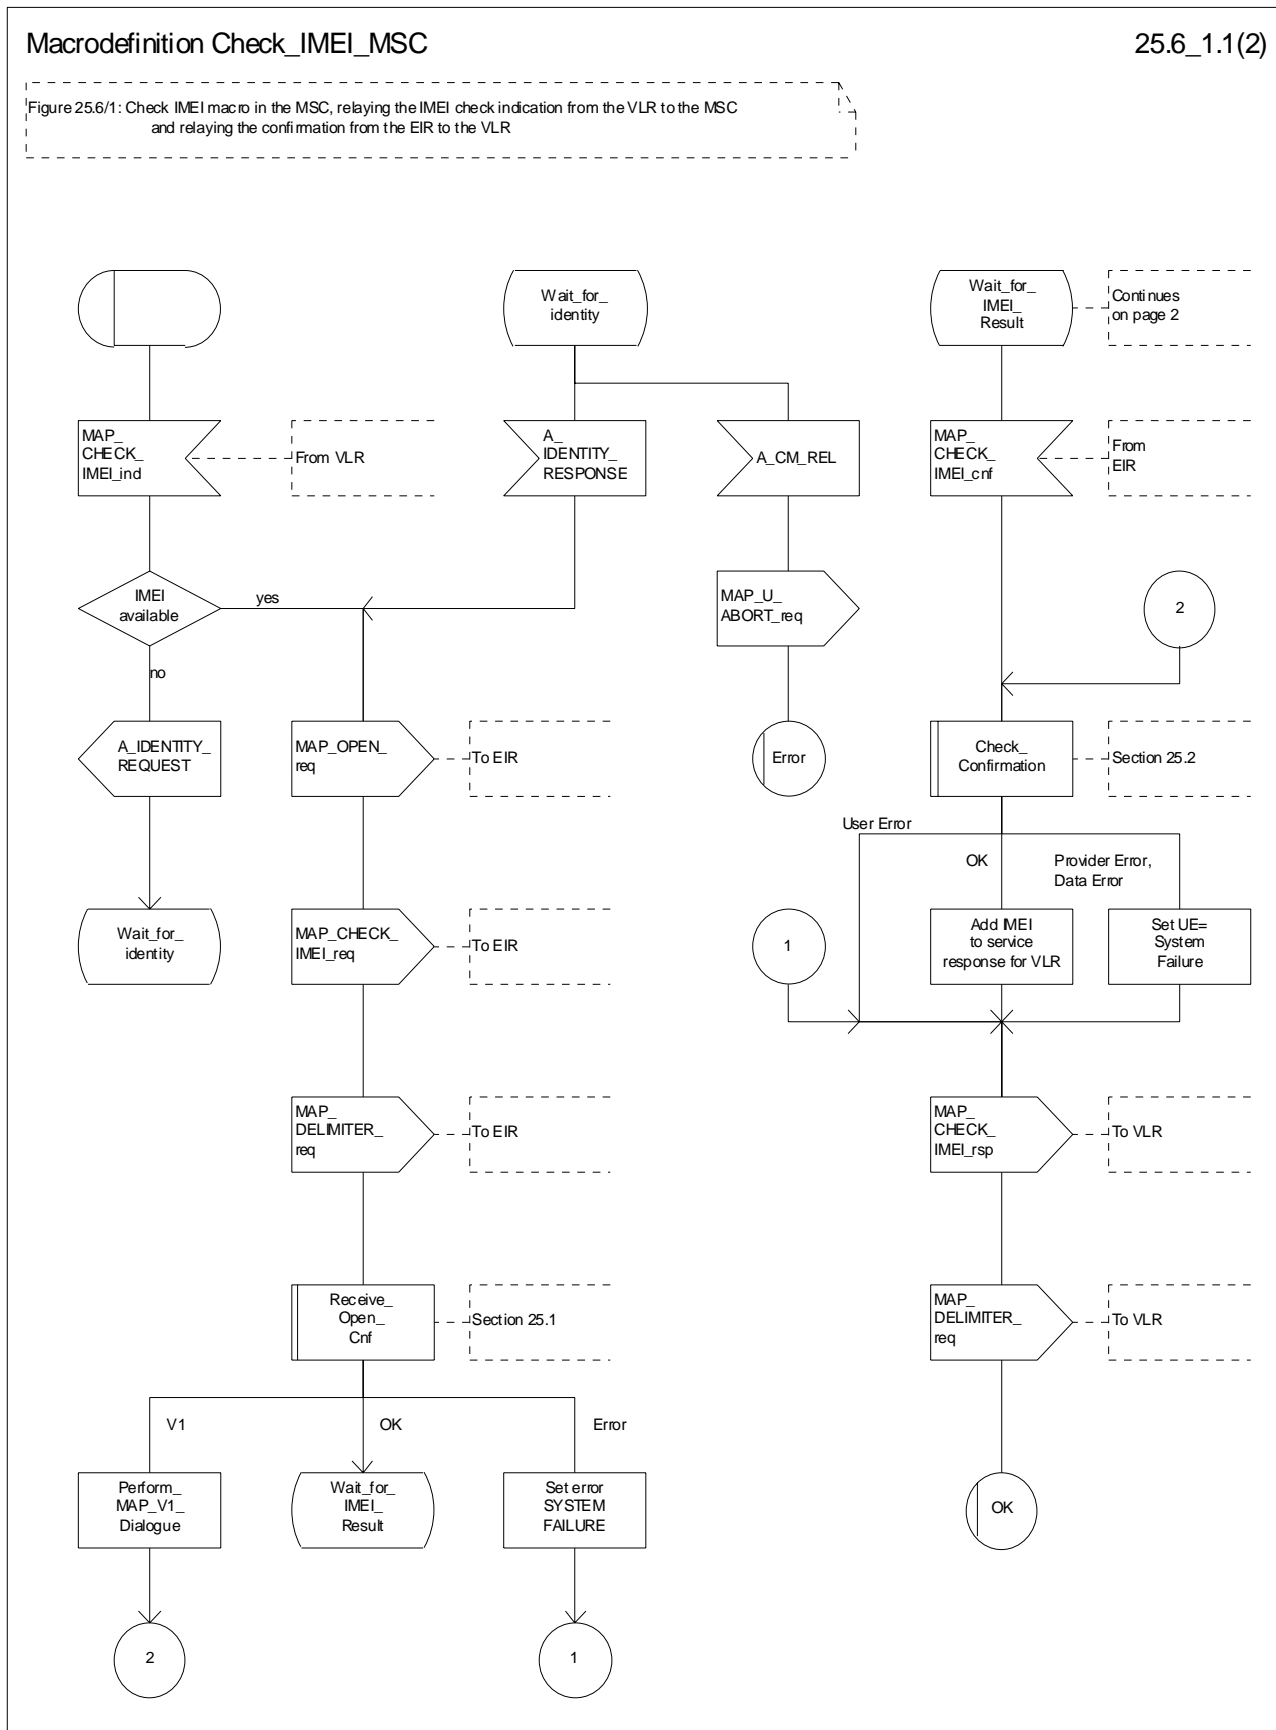 Macrodefinition Check_IMEI_MSC
25.6_1.1(2)
Figure 25.6/1: Check IMEI macro in the MSC, relaying the IMEI check indication from the VLR to the MSC
and relaying the confirmation from the EIR to the VLR
Wait_for_
identity
Wait_for_
IMEI_
Result
Continues
on page 2
MAP_
CHECK_
IMEI_ind
From VLR
A_
IDENTITY_
RESPONSE
A_CM_REL
MAP_
CHECK_
IMEI_cnf
From
EIR
IMEI
available
yes
no
MAP_U_
ABORT_req
2
A_IDENTITY_
REQUEST
MAP_OPEN_
req
To EIR
Error
Check_
Confirmation
Section 25.2
User Error
OK
Provider Error,
Data Error
Wait_for_
identity
MAP_CHECK_
IMEI_req
To EIR
1
Add IMEI
to service
response for VLR
Set UE=
System
Failure
MAP_
DELIMITER_
req
To EIR
MAP_
CHECK_
IMEI_rsp
To VLR
Receive_
Open_
Cnf
Section 25.1
MAP_
DELIMITER_
req
To VLR
V1
OK
Error
Perform_
MAP_V1_
Dialogue
Wait_for_
IMEI_
Result
Set error
SYSTEM
FAILURE
OK
2
1